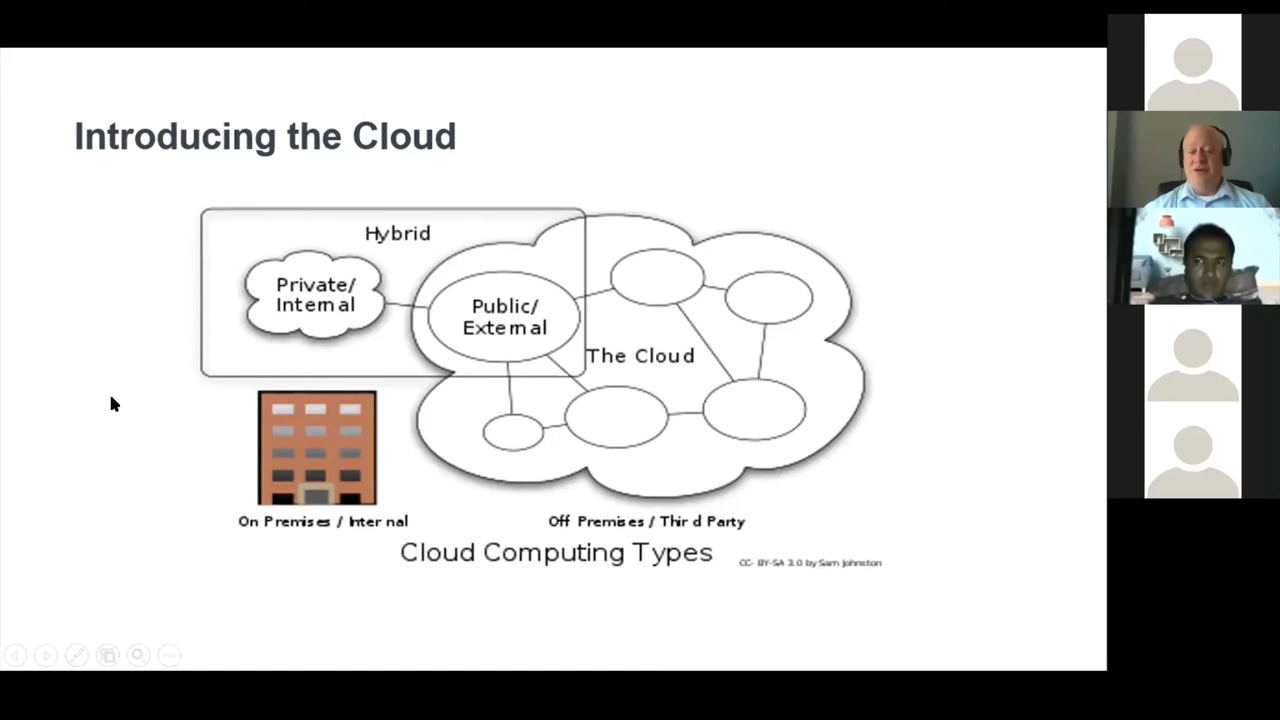 Introducing the Cloud
Hybrid
Private/
Internal
Public/
External
The Cloud
On Premises / Internal
Off Premises / Third Party
Cloud Computing Types
CC- BY-SA 3.0 by Sam Johnston